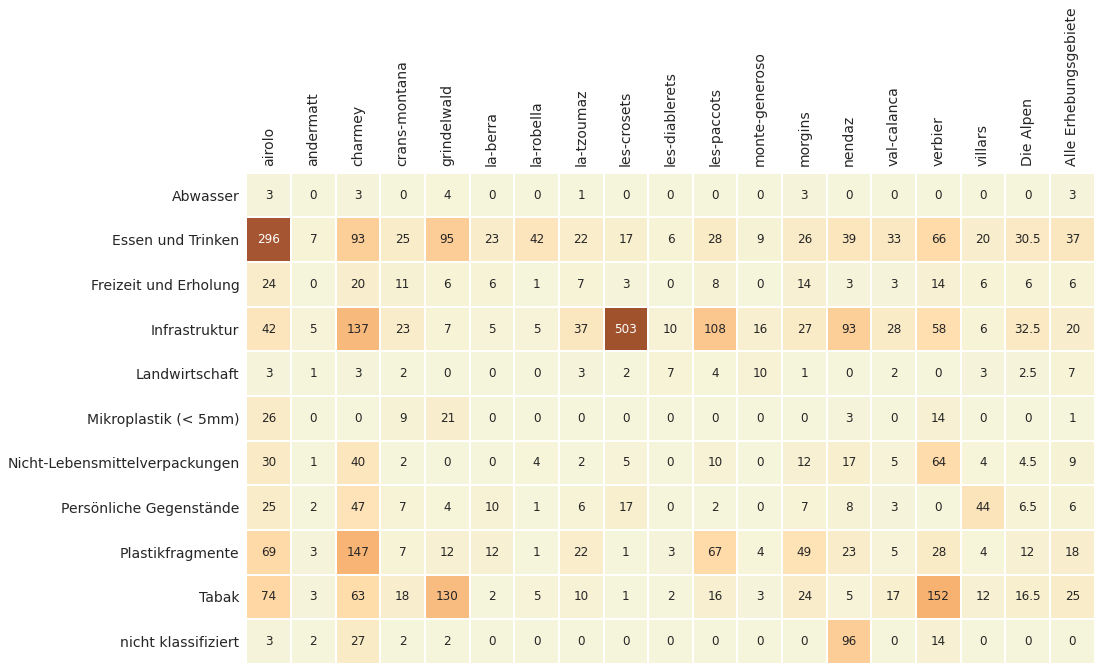 airolo andermatt charmey crans-montana grindelwald la-berra la-robella la-tzoumaz les-crosets les-diablerets les-paccots monte-generoso morgins nendaz val-calanca verbier villars Die Alpen Alle Erhebungsgebiete
Abwasser 3 0 3 0 4 0 0 1 0 0 0 0 3 0 0 0 0 0 3
Essen und Trinken 296 7 93 25 95 23 42 22 17 6 28 9 26 39 33 66 20 30.5 37
Freizeit und Erholung 24 0 20 11 6 6 1 7 3 0 8 0 14 3 3 14 6 6 6
Infrastruktur 42 5 137 23 7 5 5 37 503 10 108 16 27 93 28 58 6 32.5 20
Landwirtschaft 3 1 3 2 0 0 0 3 2 7 4 10 1 0 2 0 3 2.5 7
Mikroplastik (< 5mm) 26 0 0 9 21 0 0 0 0 0 0 0 0 3 0 14 0 0 1
Nicht-Lebensmittelverpackungen 30 1 40 2 0 0 4 2 5 0 10 0 12 17 5 64 4 4.5 9
Persönliche Gegenstände 25 2 47 7 4 10 1 6 17 0 2 0 7 8 3 0 44 6.5 6
Plastikfragmente 69 3 147 7 12 12 1 22 1 3 67 4 49 23 5 28 4 12 18
Tabak 74 3 63 18 130 2 5 10 1 2 16 3 24 5 17 152 12 16.5 25
nicht klassifiziert 3 2 27 2 2 0 0 0 0 0 0 0 0 96 0 14 0 0 0